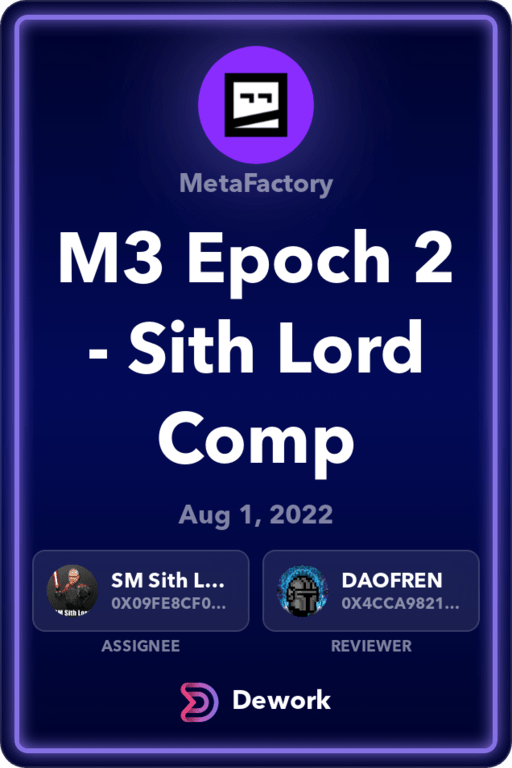 MetaFactory
M3 Epoch 2
- Sith Lord
Comp
Aug 1, 2022
SM Sith L...
0X09FE8CF0...
ASSIGNEE
DAOFREN
0X4CCA9821...
REVIEWER
Dework